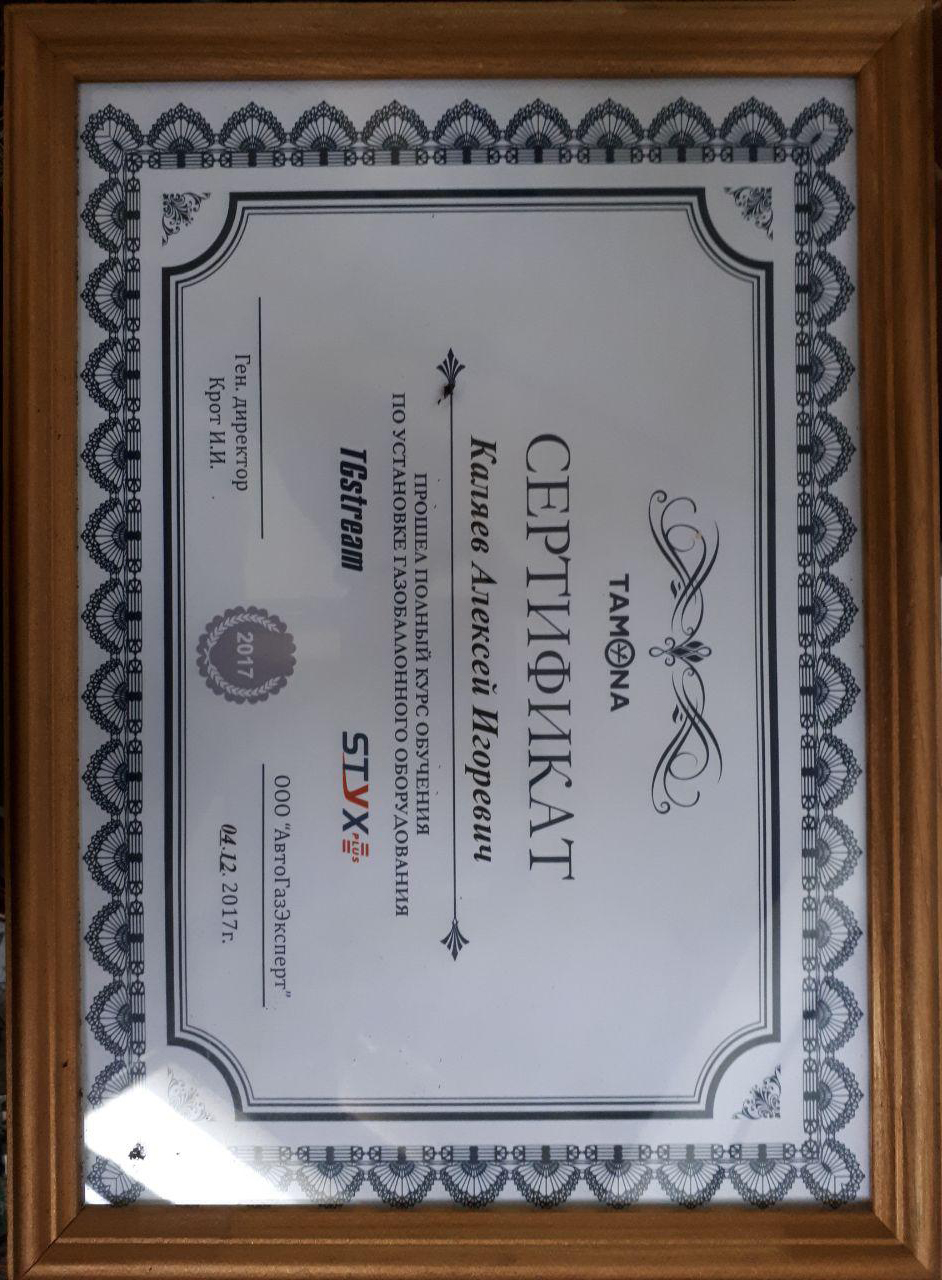 TAMONA
СЕРТИФИКАТ
Каляев Алексей Игоревич
ПРОШЕЛ ПОЛНЫЙ КУРС ОБУЧЕНИЯ
ПО УСТАНОВКЕ ГАЗОБАЛЛОННОГО ОБОРУДОВАНИЯ
TGstream
STYX PLUS
Ген. директор
Крот И.И.
2017
ООО "АвтоГазЭксперт"
04.12. 2017г.